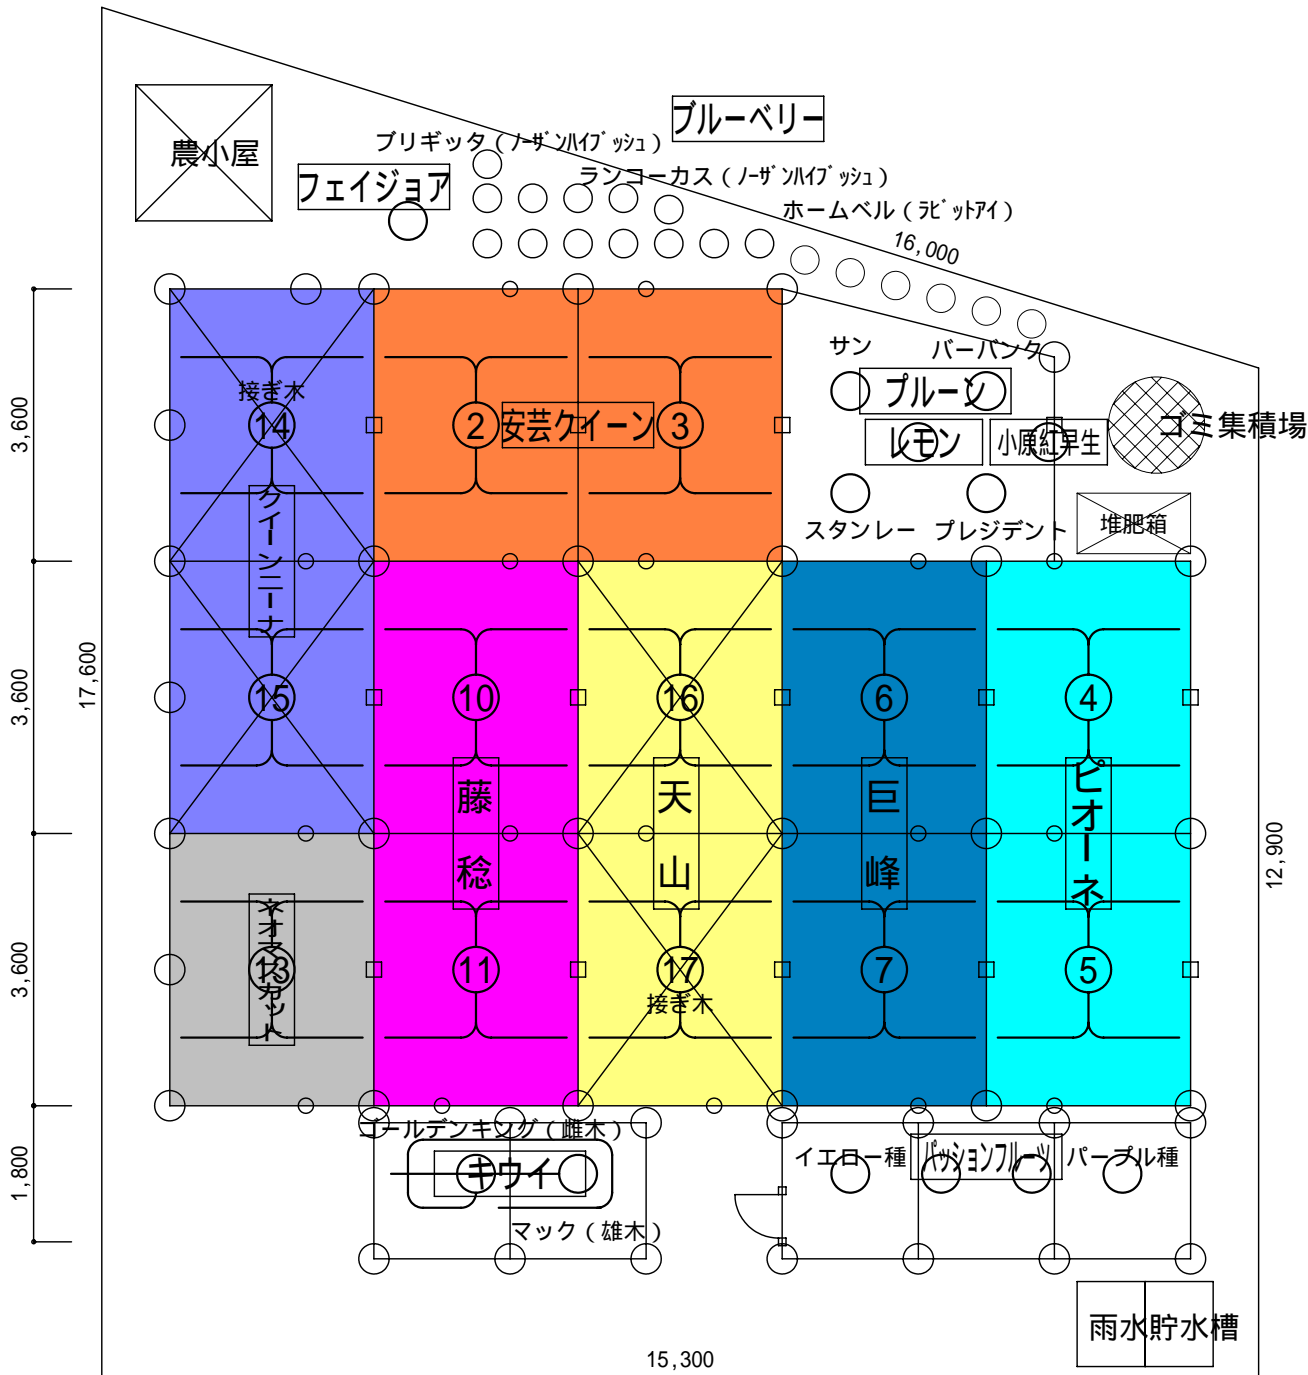 ブルーベリー
ブリギッタ（ﾉｰｻﾞﾝﾊｲﾌﾞｯｼｭ）
農小屋
フェイジョア
ランコーカス（ﾉｰｻﾞﾝﾊｲﾌﾞｯｼｭ）
ホームベル（ﾗﾋﾞｯﾄｱｲ）
16,000
サン
バーバンク
プルーン
接ぎ木
14
2
安芸クイーン
3
レモン
小原紅早生
ゴミ集積場
3,600
クイーンニーナ
スタンレー
プレジデント
堆肥箱
17,600
3,600
15
10
16
6
4
藤稔
天山
巨峰
ピオーネ
12,900
3,600
ネオマスカット
13
11
17
接ぎ木
7
5
1,800
ゴールデンキング（雌木）
キウイ
マック（雄木）
イエロー種
パッションフルーツ
パープル種
雨水貯水槽
15,300